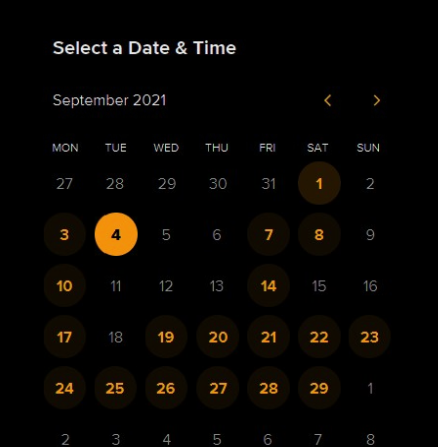 Select a Date & Time
September 2021 < >
MON TUE WED THU FRI SAT SUN
27 28 29 30 31 1 2
3 4 5 6 7 8 9
10 11 12 13 14 15 16
17 18 19 20 21 22 23
24 25 26 27 28 29 1
2 3 4 5 6 7 8